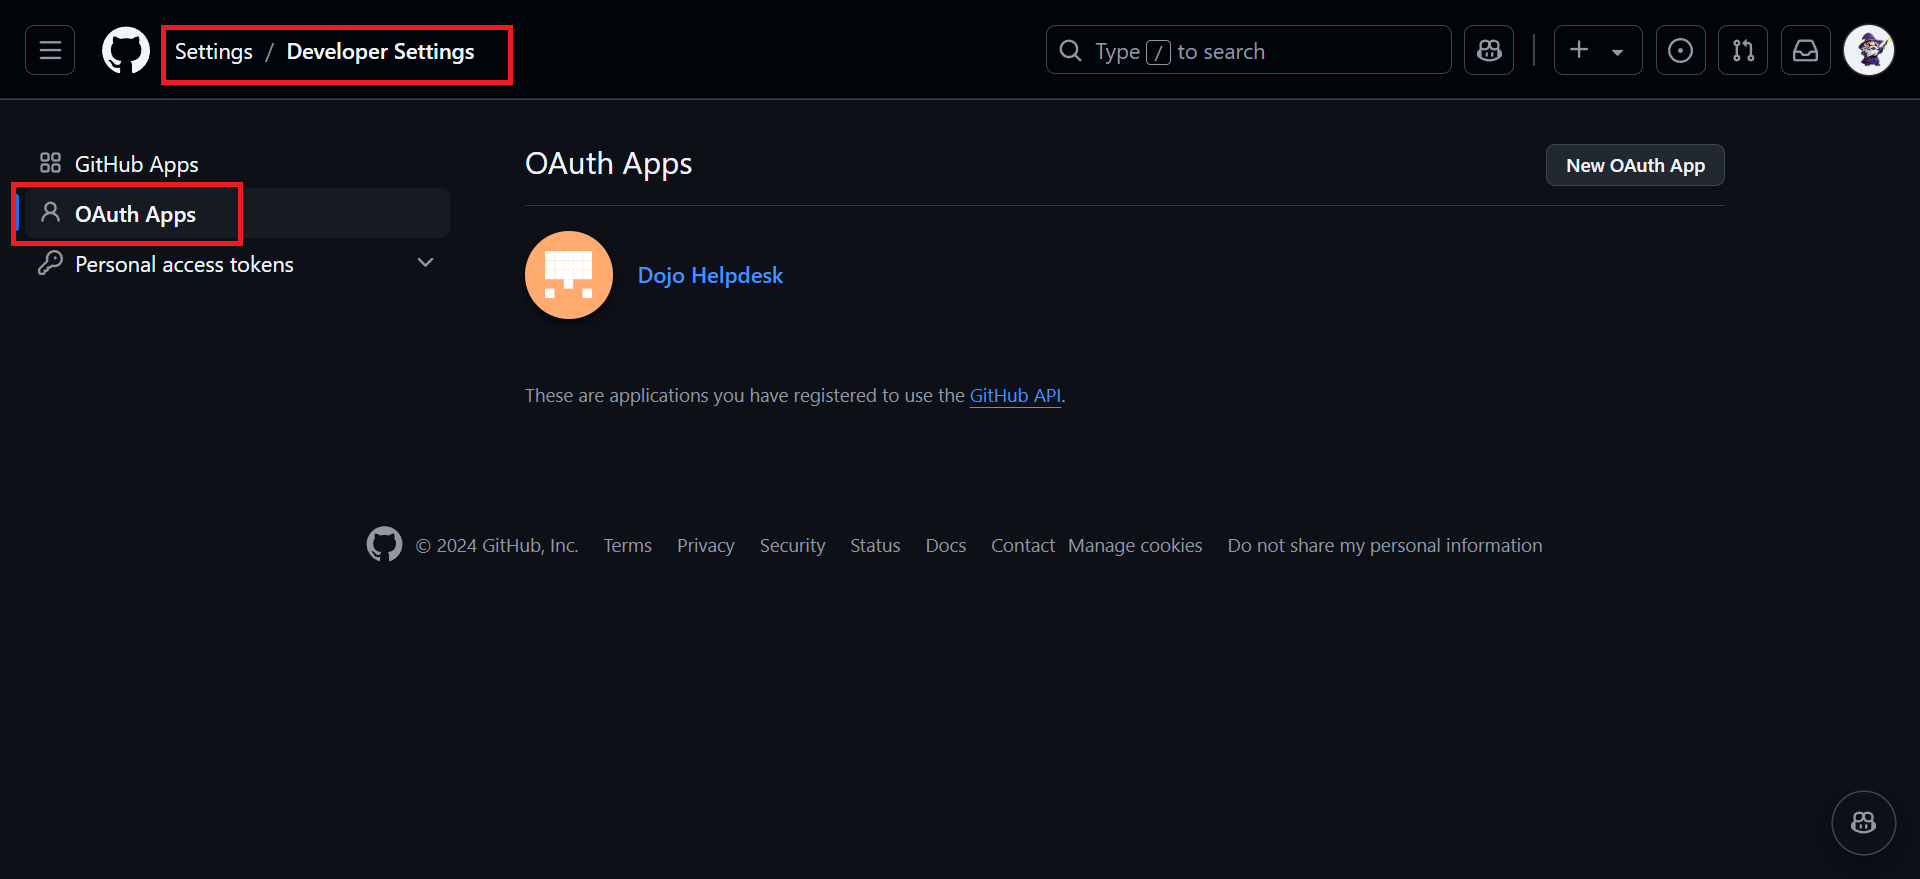 Settings / Developer Settings
Type / to search
GitHub Apps
OAuth Apps
Personal access tokens
OAuth Apps
New OAuth App
Dojo Helpdesk
These are applications you have registered to use the GitHub API.
© 2024 GitHub, Inc. Terms Privacy Security Status Docs Contact Manage cookies Do not share my personal information